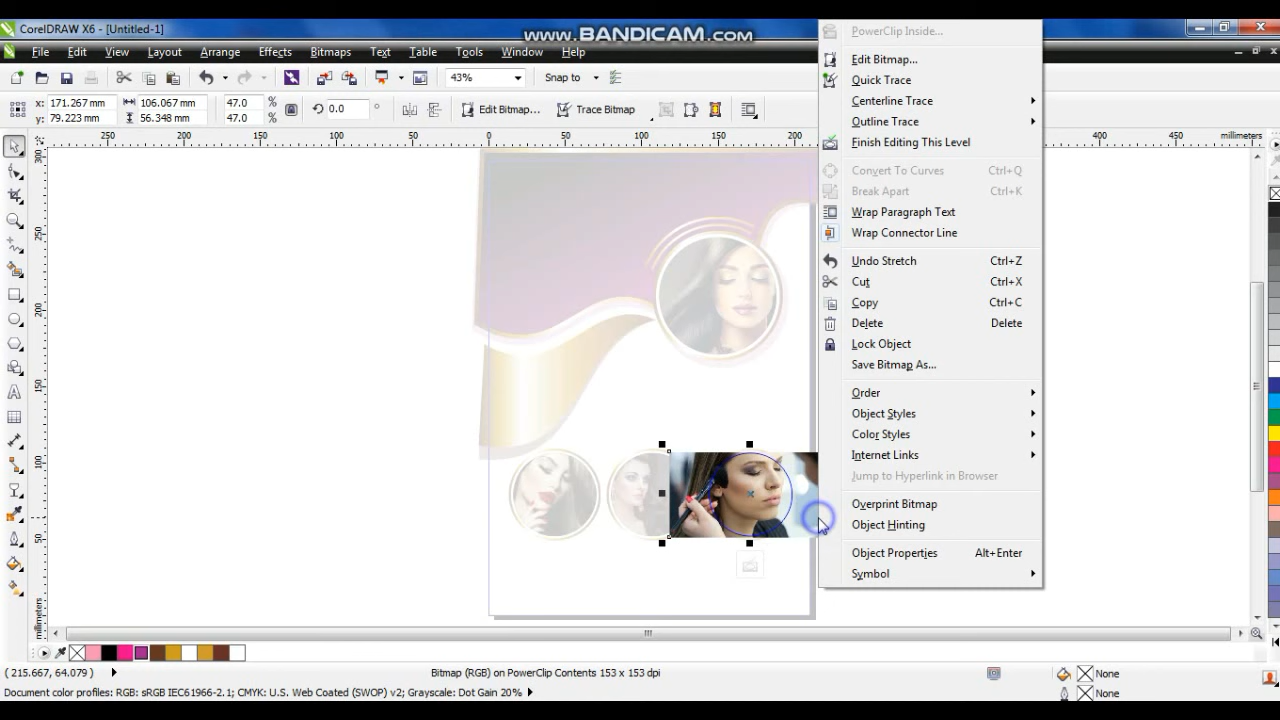 CorelDRAW X6 - [Untitled-1]
www.BANDICAM.com
File Edit View Layout Arrange Effects Bitmaps Text Table Tools Window Help
43%
Snap to
x: 171.267 mm
y: 79.223 mm
106.067 mm
56.348 mm
47.0 %
47.0 %
0.0 °
Edit Bitmap...
Trace Bitmap
250 200 150 100 50 0 50 100 150 200 400 450 millimeters
300
250
200
150
100
50
millimeters
PowerClip Inside...
Edit Bitmap...
Quick Trace
Centerline Trace
Outline Trace
Finish Editing This Level
Convert To Curves Ctrl+Q
Break Apart Ctrl+K
Wrap Paragraph Text
Wrap Connector Line
Undo Stretch Ctrl+Z
Cut Ctrl+X
Copy Ctrl+C
Delete Delete
Lock Object
Save Bitmap As...
Order
Object Styles
Color Styles
Internet Links
Jump to Hyperlink in Browser
Overprint Bitmap
Object Hinting
Object Properties Alt+Enter
Symbol
( 215.667, 64.079 )
Bitmap (RGB) on PowerClip Contents 153 x 153 dpi
None
Document color profiles: RGB: sRGB IEC61966-2.1; CMYK: U.S. Web Coated (SWOP) v2; Grayscale: Dot Gain 20%
None